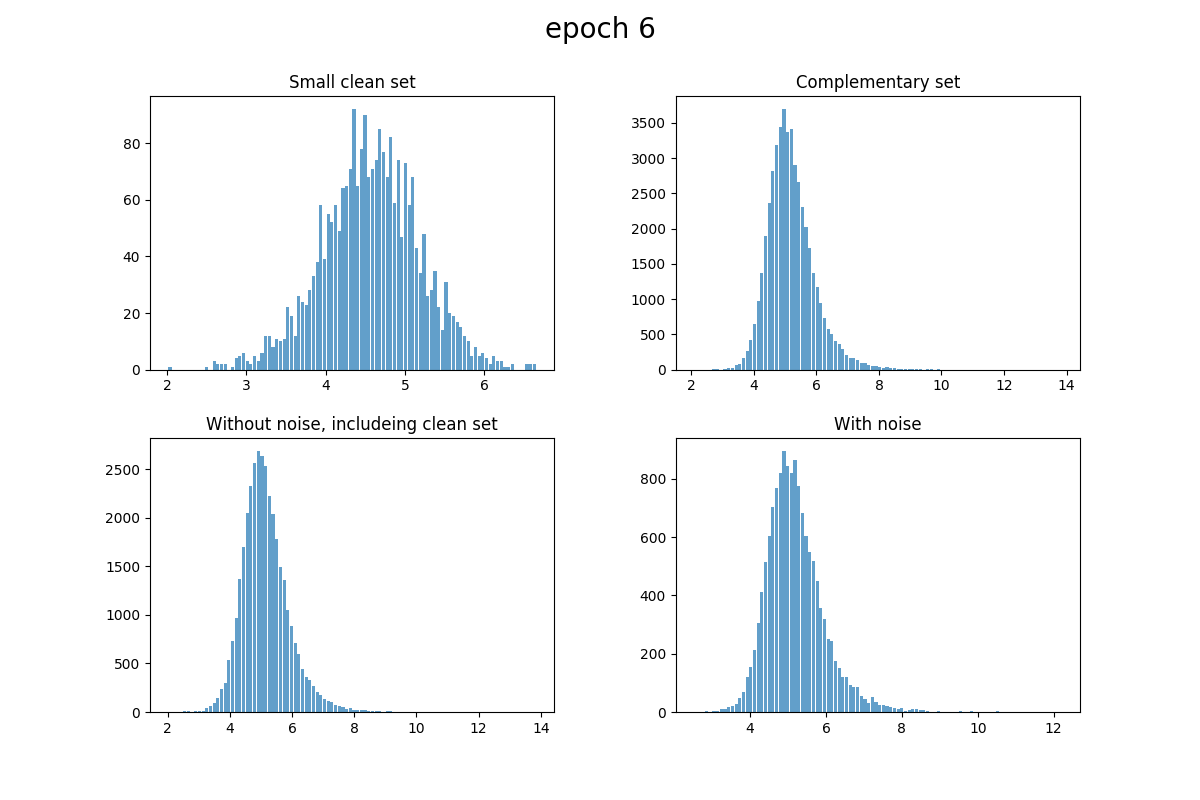 epoch 6
Small clean set
80
60
40
20
0
2 3 4 5 6
Complementary set
3500
3000
2500
2000
1500
1000
500
0
2 4 6 8 10 12 14
Without noise, includeing clean set
2500
2000
1500
1000
500
0
2 4 6 8 10 12 14
With noise
800
600
400
200
0
4 6 8 10 12